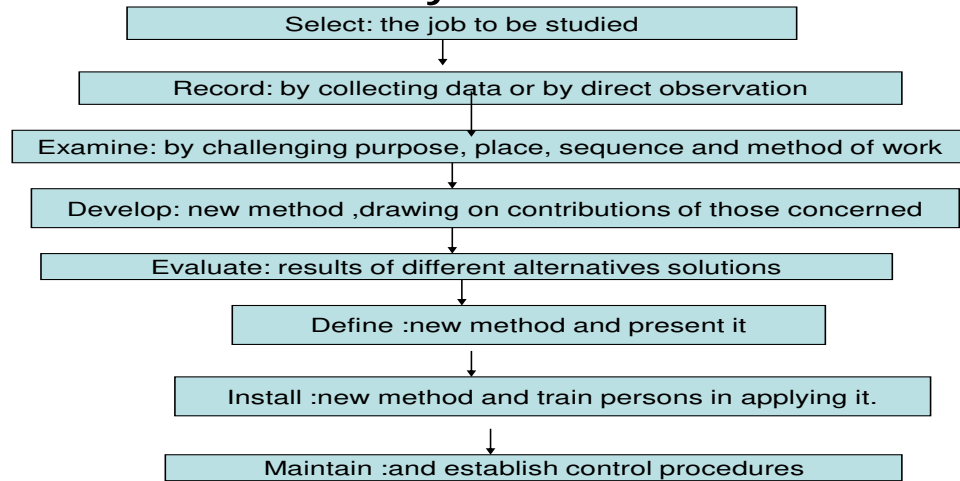 Select: the job to be studied
Record: by collecting data or by direct observation
Examine: by challenging purpose, place, sequence and method of work
Develop: new method ,drawing on contributions of those concerned
Evaluate: results of different alternatives solutions
Define :new method and present it
Install :new method and train persons in applying it.
Maintain :and establish control procedures